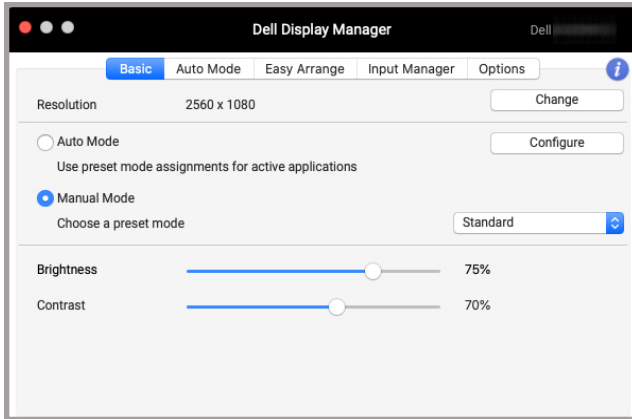 Dell Display Manager Dell
Basic Auto Mode Easy Arrange Input Manager Options i
Resolution 2560 x 1080 Change
Auto Mode Configure
Use preset mode assignments for active applications
Manual Mode
Choose a preset mode Standard
Brightness 75%
Contrast 70%